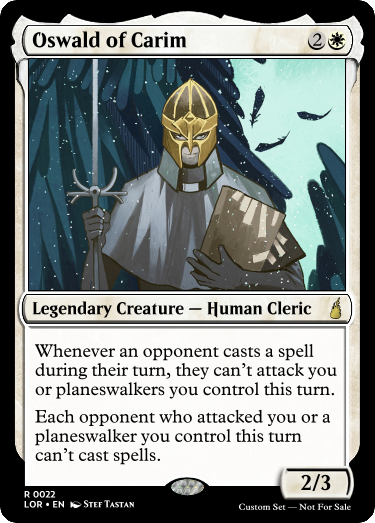 Oswald of Carim
2
Legendary Creature — Human Cleric
Whenever an opponent casts a spell
during their turn, they can't attack you
or planeswalkers you control this turn.
Each opponent who attacked you or a
planeswalker you control this turn
can't cast spells.
2/3
R 0022
LOR • EN Stef Tastan
Custom Set — Not For Sale